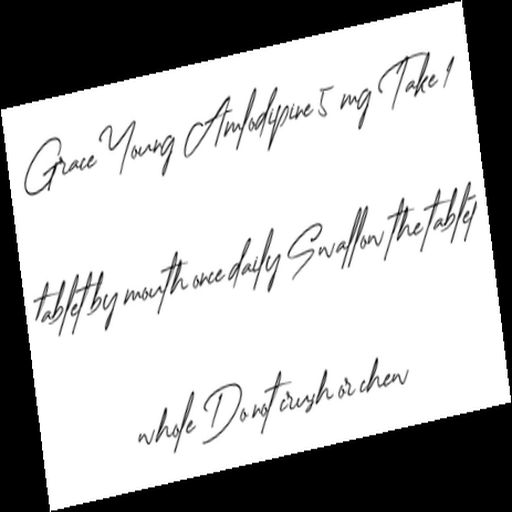 Grace Young Amlodipine 5 mg Take 1
tablet by mouth once daily Swallow the tablet
whole Do not crush or chew